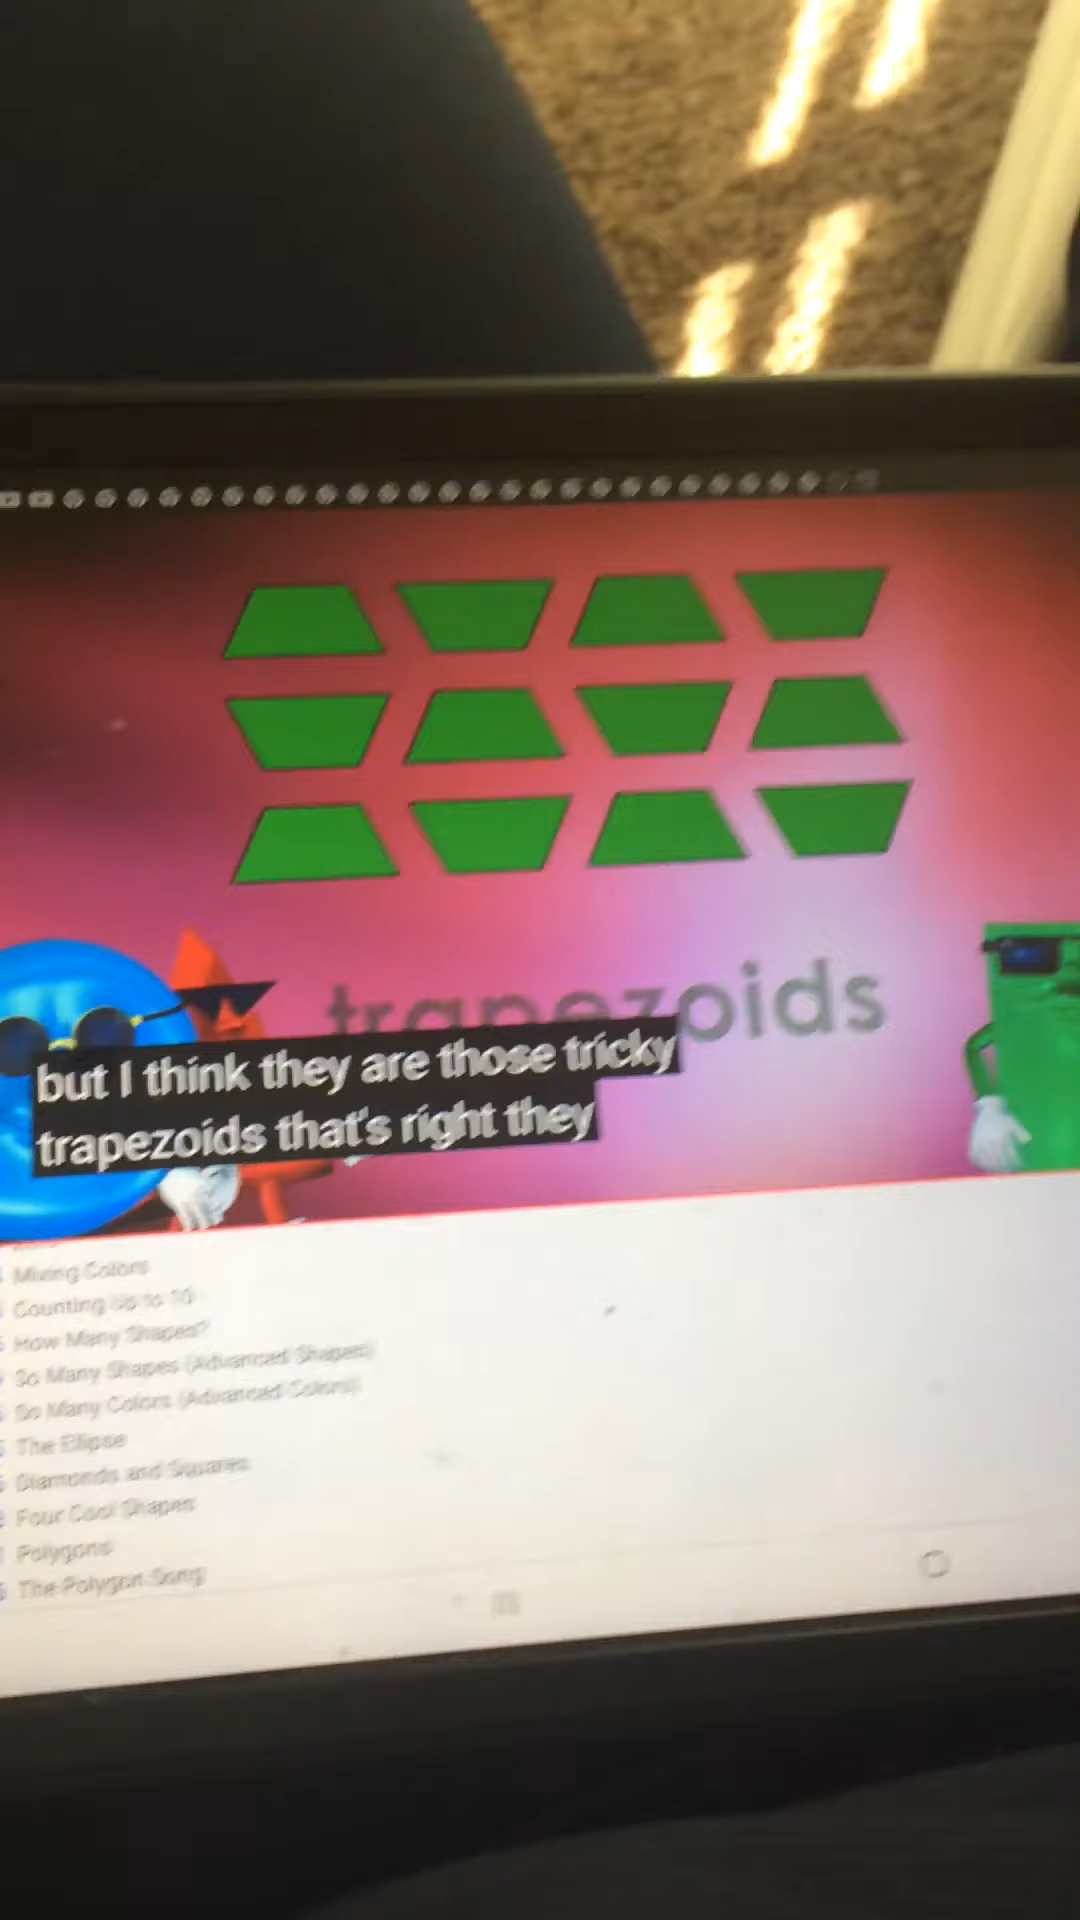 trapezoids
but I think they are those tricky
trapezoids that's right they
Mixing Colors
Counting up to 10
How Many Shapes?
So Many Shapes (Advanced Shapes)
So Many Colors (Advanced Colors)
The Ellipse
Diamonds and Squares
Four Cool Shapes
Polygons
The Polygon Song